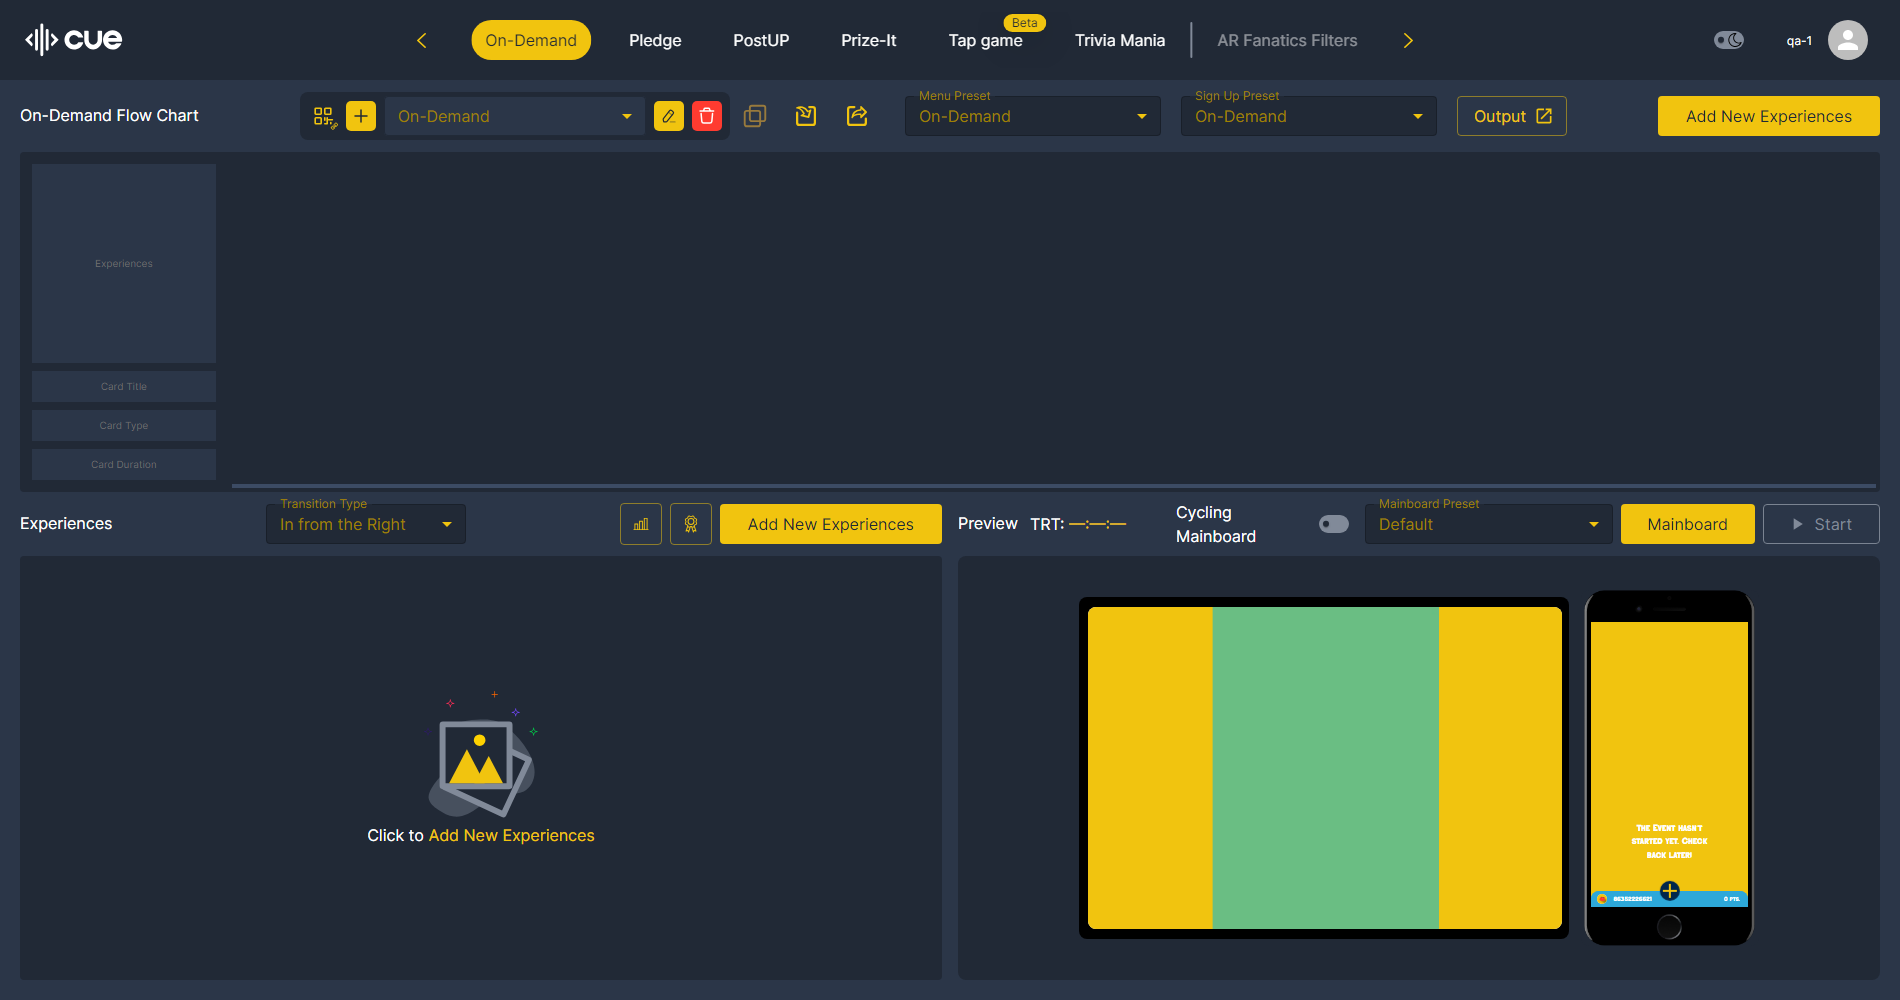 cue
On-Demand
Pledge
PostUP
Prize-It
Tap game
Beta
Trivia Mania
AR Fanatics Filters
qa-1
On-Demand Flow Chart
On-Demand
Menu Preset
On-Demand
Sign Up Preset
On-Demand
Output
Add New Experiences
Experiences
Card Title
Card Type
Card Duration
Experiences
Transition Type
In from the Right
Add New Experiences
Preview
TRT: —:—:—
Cycling
Mainboard
Mainboard Preset
Default
Mainboard
Start
Click to Add New Experiences
The Event hasn't
started yet. Check
back later!
0 pts.